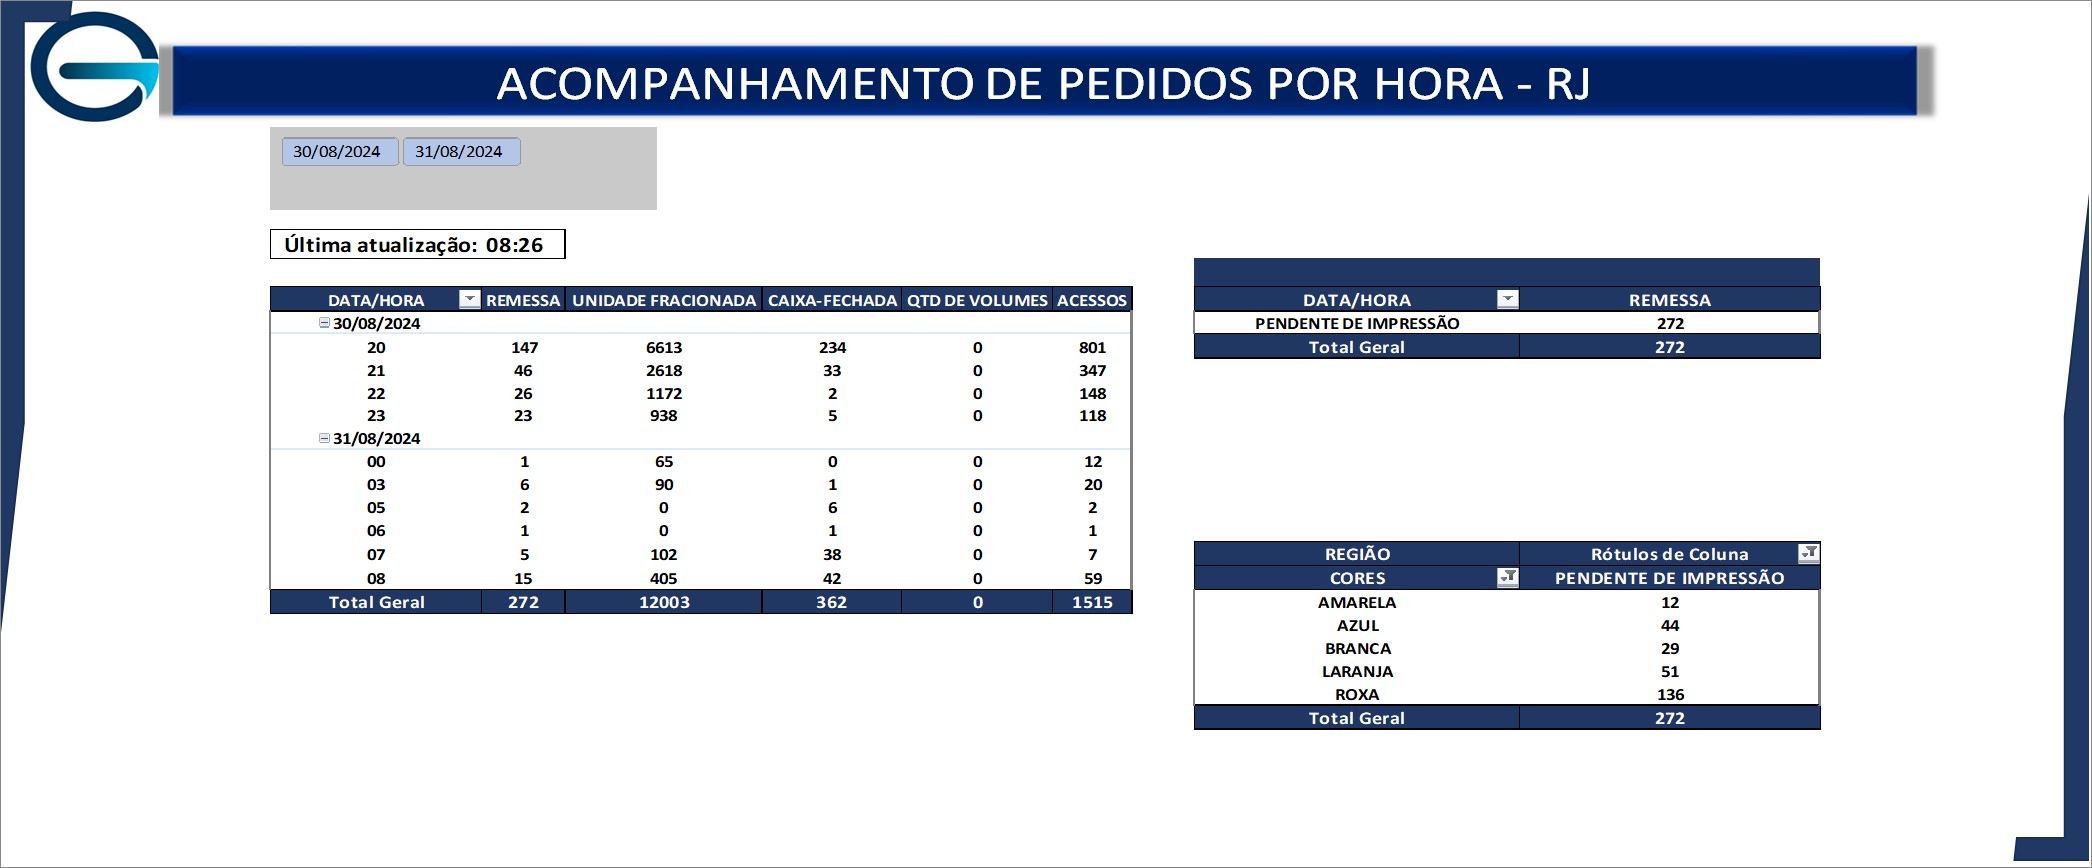 ACOMPANHAMENTO DE PEDIDOS POR HORA - RJ
30/08/2024 31/08/2024
Última atualização: 08:26
DATA/HORA REMESSA UNIDADE FRACIONADA CAIXA-FECHADA QTD DE VOLUMES ACESSOS
30/08/2024
20 147 6613 234 0 801
21 46 2618 33 0 347
22 26 1172 2 0 148
23 23 938 5 0 118
31/08/2024
00 1 65 0 0 12
03 6 90 1 0 20
05 2 0 6 0 2
06 1 0 1 0 1
07 5 102 38 0 7
08 15 405 42 0 59
Total Geral 272 12003 362 0 1515
DATA/HORA REMESSA
PENDENTE DE IMPRESSÃO 272
Total Geral 272
REGIÃO Rótulos de Coluna
CORES PENDENTE DE IMPRESSÃO
AMARELA 12
AZUL 44
BRANCA 29
LARANJA 51
ROXA 136
Total Geral 272